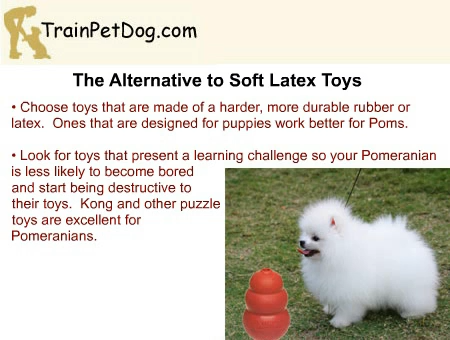 TrainPetDog.com
The Alternative to Soft Latex Toys
• Choose toys that are made of a harder, more durable rubber or
latex. Ones that are designed for puppies work better for Poms.
• Look for toys that present a learning challenge so your Pomeranian
is less likely to become bored
and start being destructive to
their toys. Kong and other puzzle
toys are excellent for
Pomeranians.